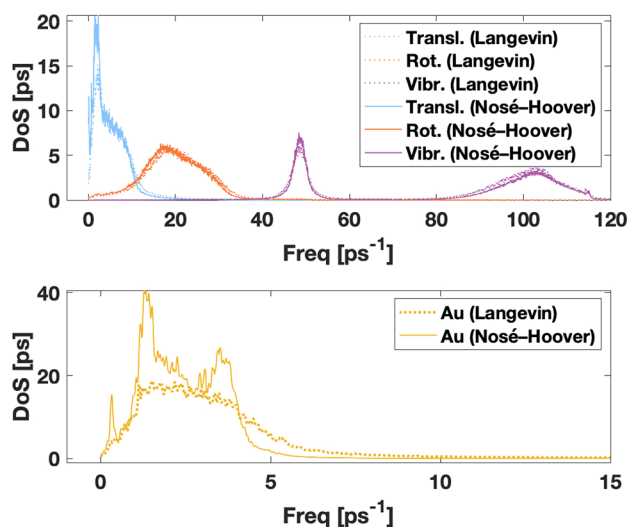 20
15
10
5
0
DoS [ps]
Transl. (Langevin)
Rot. (Langevin)
Vibr. (Langevin)
Transl. (Nosé–Hoover)
Rot. (Nosé–Hoover)
Vibr. (Nosé–Hoover)
0 20 40 60 80 100 120
Freq [ps⁻¹]
40
20
0
DoS [ps]
Au (Langevin)
Au (Nosé–Hoover)
0 5 10 15
Freq [ps⁻¹]